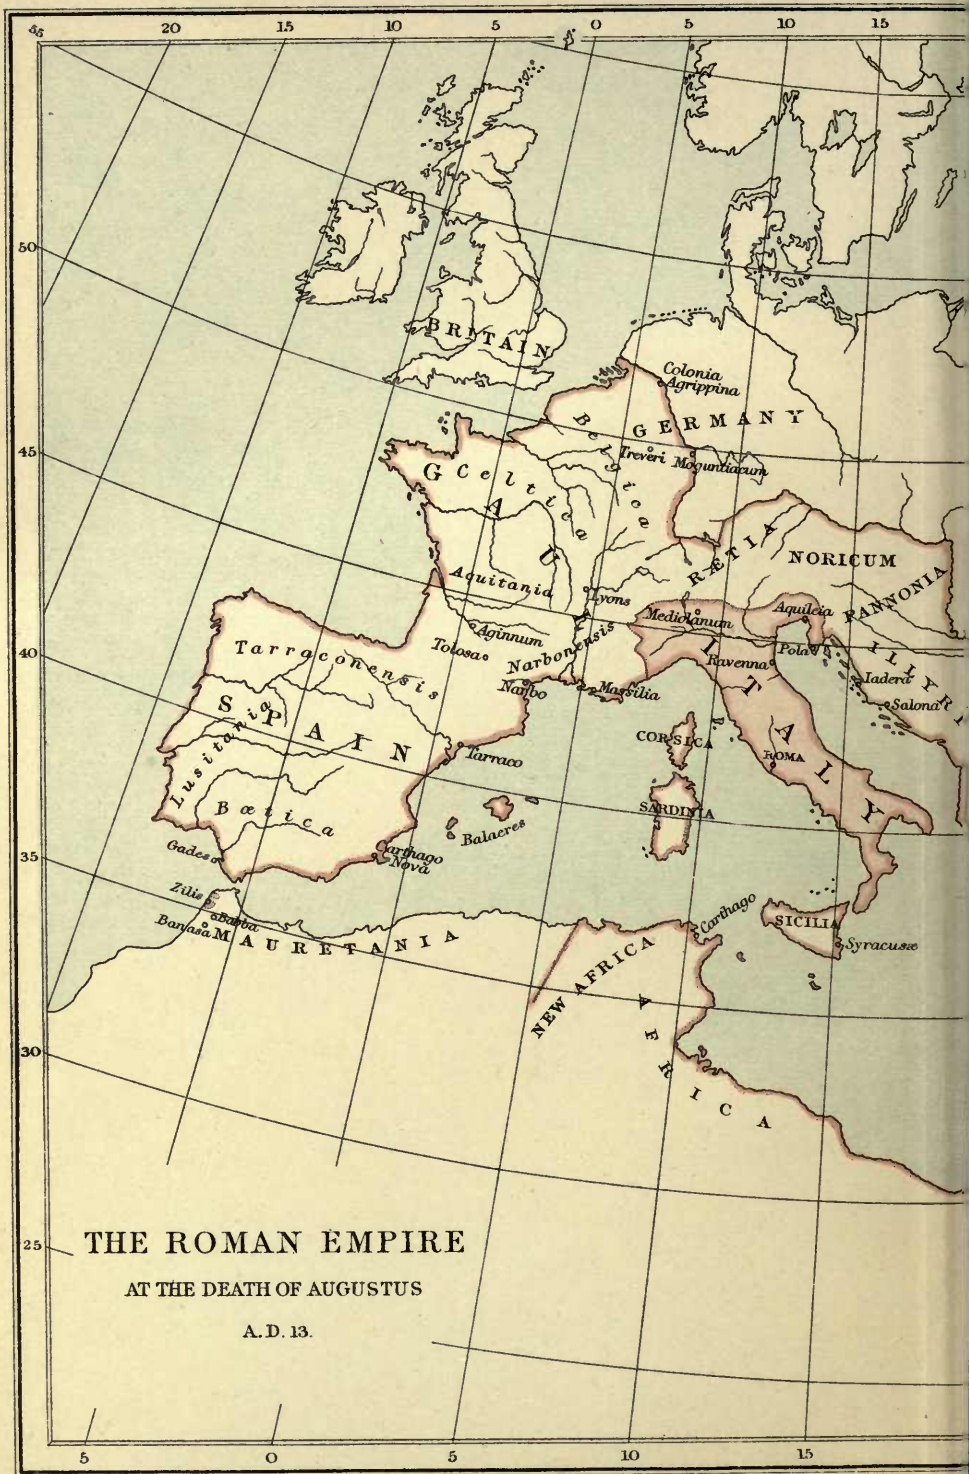 55 20 15 10 5 0 5 10 15
50
45
40
35
30
25
BRITAIN
Colonia
Agrippina
GERMANY
Treveri
Moguntiacum
Belgica
GAUL
Celtica
Aquitania
Lyons
RÆTIA
NORICUM
PANNONIA
Mediolanum
Aquileia
Aginnum
Tolosa
Narbonensis
Narbo
Massilia
Ravenna
Pola
ILLYRI
Iadera
Salona
ITALY
ROMA
CORSICA
SARDINIA
Tarraconensis
SPAIN
Lusitania
Bætica
Tarraco
Balacres
Gades
Carthago
Nova
Zilis
Babba
Banasa
MAURETANIA
Carthago
SICILIA
Syracusæ
NEW AFRICA
AFRICA
THE ROMAN EMPIRE
AT THE DEATH OF AUGUSTUS
A.D. 13.
5 0 5 10 15